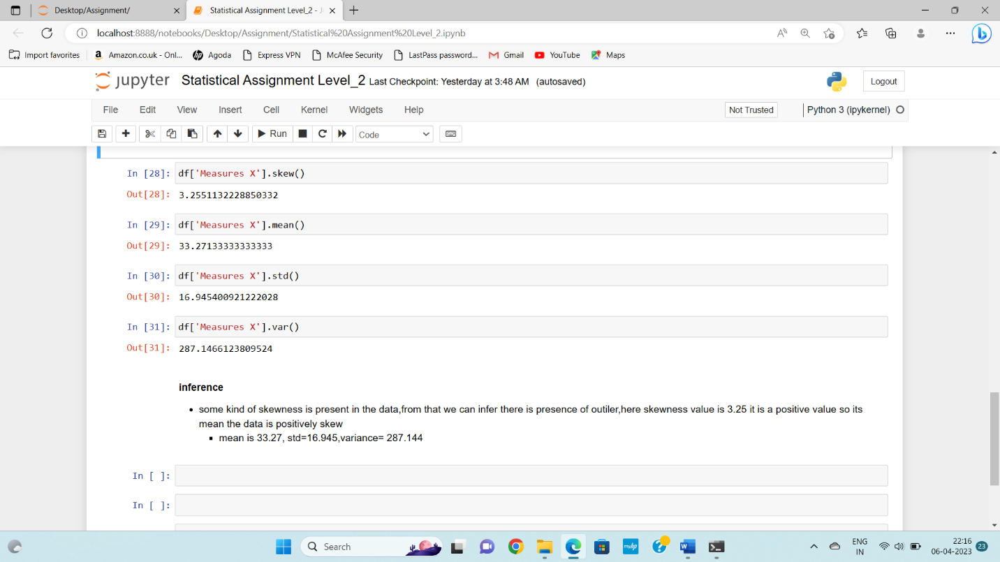 Desktop/Assignment/
Statistical Assignment Level_2 - J
localhost:8888/notebooks/Desktop/Assignment/Statistical%20Assignment%20Level_2.ipynb
Import favorites
Amazon.co.uk - Onl...
Agoda
Express VPN
McAfee Security
LastPass password...
Gmail
YouTube
Maps
jupyter Statistical Assignment Level_2 Last Checkpoint: Yesterday at 3:48 AM (autosaved)
Logout
File Edit View Insert Cell Kernel Widgets Help
Not Trusted
Python 3 (ipykernel)
Run
Code
In [28]: df['Measures X'].skew()
Out[28]: 3.2551132228850332
In [29]: df['Measures X'].mean()
Out[29]: 33.27133333333333
In [30]: df['Measures X'].std()
Out[30]: 16.945400921222028
In [31]: df['Measures X'].var()
Out[31]: 287.1466123809524
inference
• some kind of skewness is present in the data,from that we can infer there is presence of outiler,here skewness value is 3.25 it is a positive value so its
mean the data is positively skew
▪ mean is 33.27, std=16.945,variance= 287.144
In [ ]:
In [ ]:
Search
hp
myhp
ENG
IN
22:16
06-04-2023
23